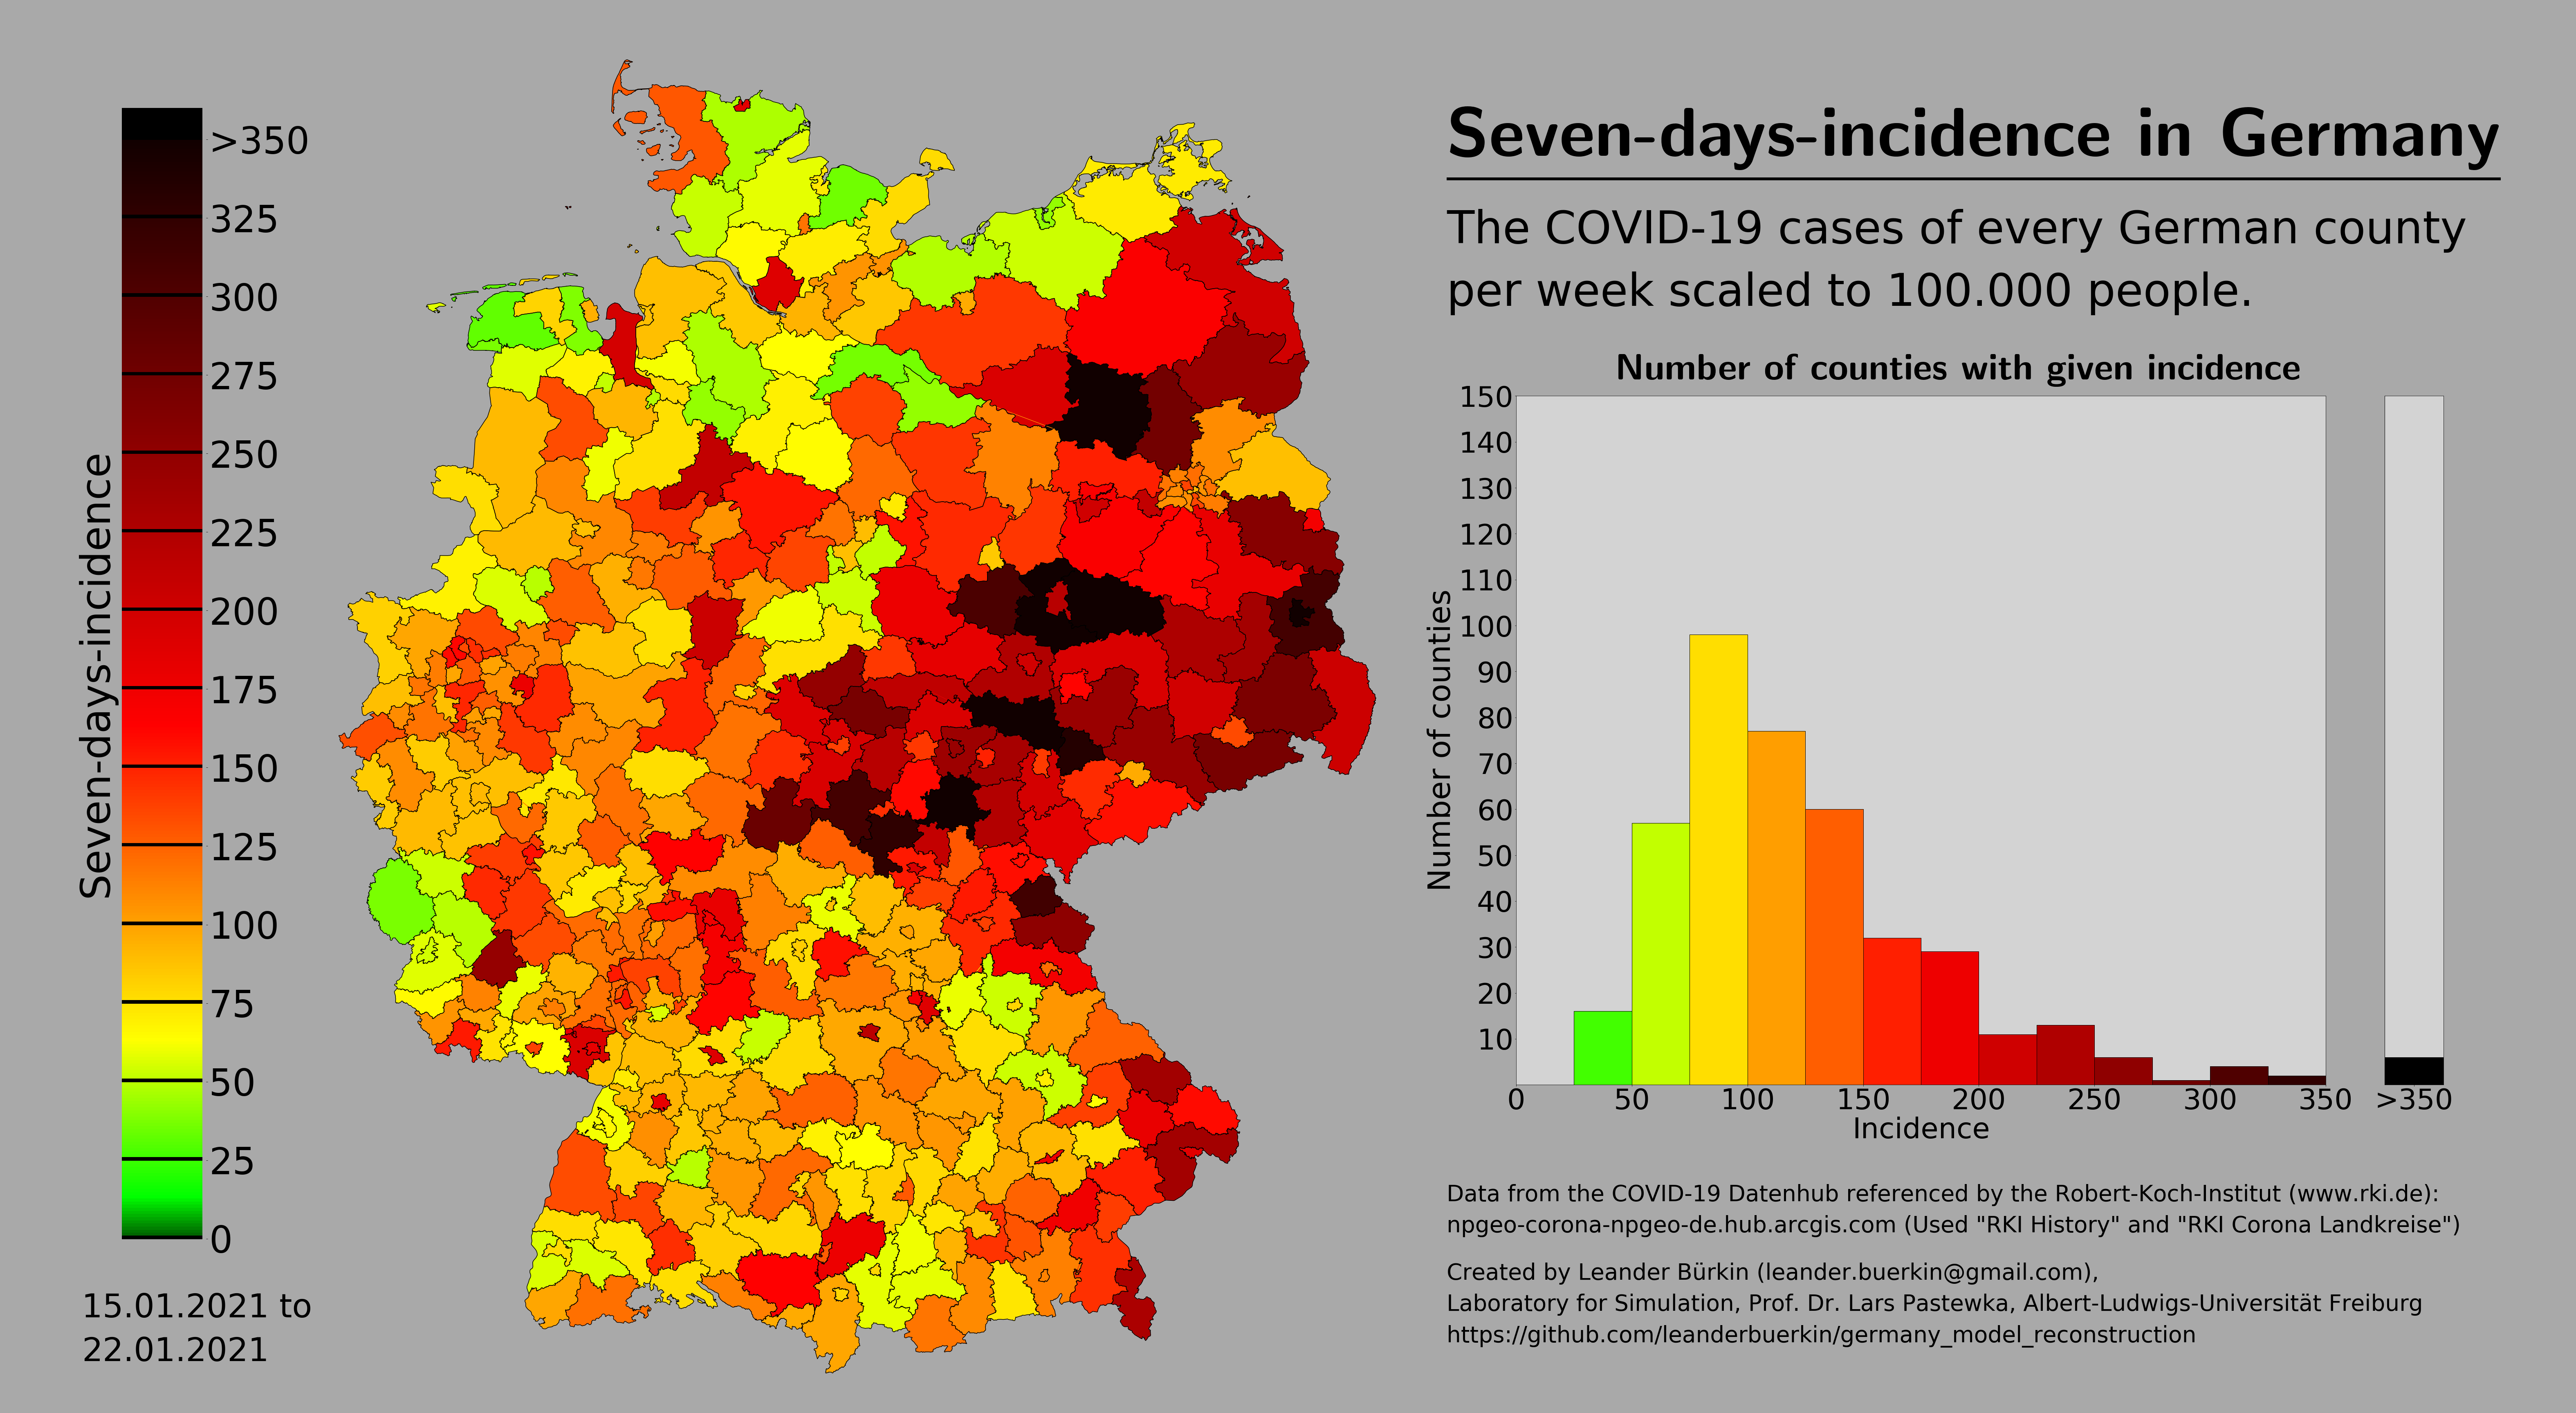 Seven-days-incidence in Germany
The COVID-19 cases of every German county
per week scaled to 100.000 people.
Seven-days-incidence
>350
325
300
275
250
225
200
175
150
125
100
75
50
25
0
15.01.2021 to
22.01.2021
Number of counties with given incidence
Number of counties
150
140
130
120
110
100
90
80
70
60
50
40
30
20
10
0 50 100 150 200 250 300 350 >350
Incidence
Data from the COVID-19 Datenhub referenced by the Robert-Koch-Institut (www.rki.de):
npgeo-corona-npgeo-de.hub.arcgis.com (Used "RKI History" and "RKI Corona Landkreise")
Created by Leander Bürkin (leander.buerkin@gmail.com),
Laboratory for Simulation, Prof. Dr. Lars Pastewka, Albert-Ludwigs-Universität Freiburg
https://github.com/leanderbuerkin/germany_model_reconstruction